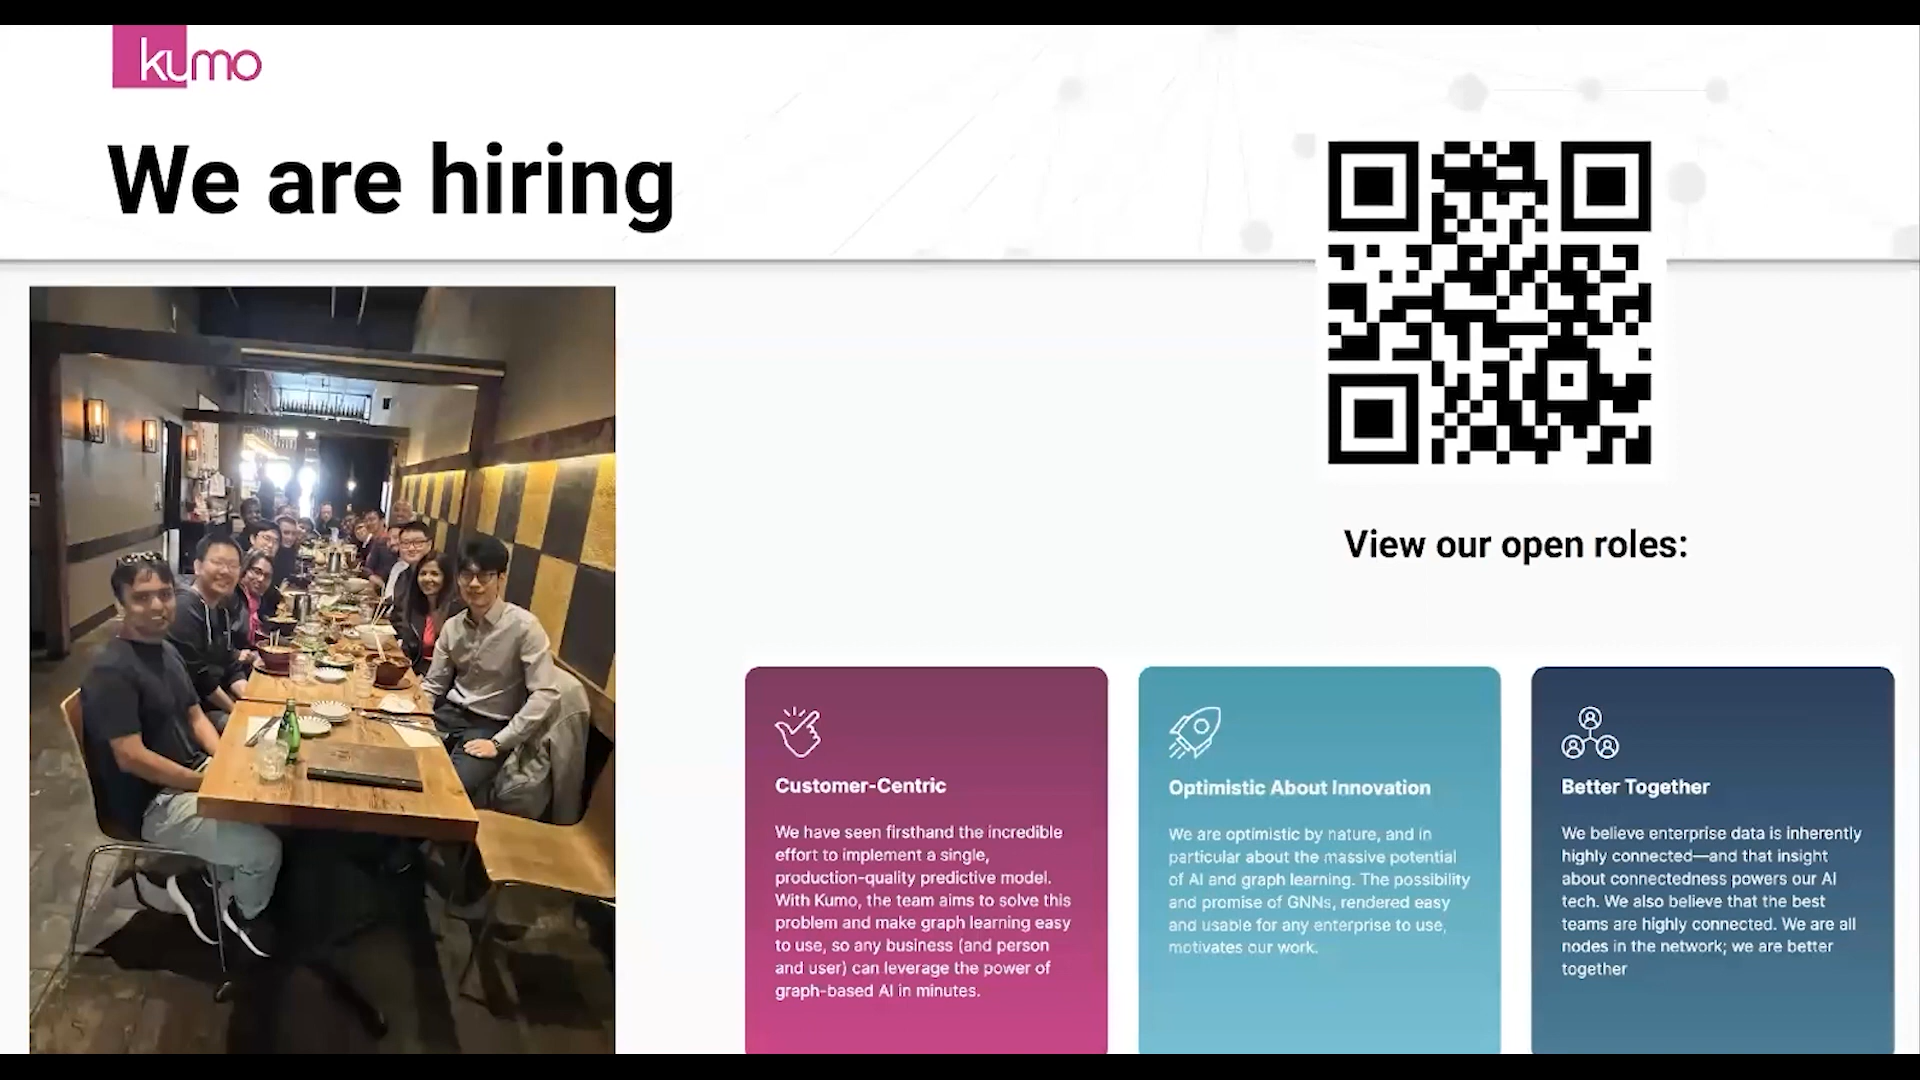 kumo
We are hiring
View our open roles:
Customer-Centric
We have seen firsthand the incredible
effort to implement a single,
production-quality predictive model.
With Kumo, the team aims to solve this
problem and make graph learning easy
to use, so any business (and person
and user) can leverage the power of
graph-based AI in minutes.
Optimistic About Innovation
We are optimistic by nature, and in
particular about the massive potential
of AI and graph learning. The possibility
and promise of GNNs, rendered easy
and usable for any enterprise to use,
motivates our work.
Better Together
We believe enterprise data is inherently
highly connected—and that insight
about connectedness powers our AI
tech. We also believe that the best
teams are highly connected. We are all
nodes in the network; we are better
together